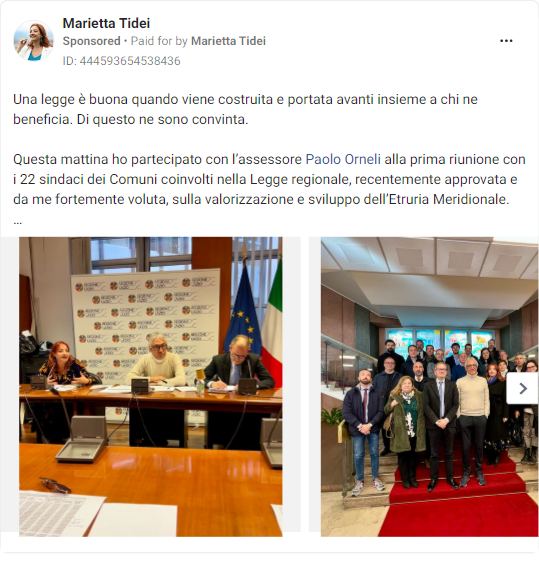 Marietta Tidei
Sponsored • Paid for by Marietta Tidei
ID: 444593654538436
Una legge è buona quando viene costruita e portata avanti insieme a chi ne
beneficia. Di questo ne sono convinta.
Questa mattina ho partecipato con l'assessore Paolo Orneli alla prima riunione con
i 22 sindaci dei Comuni coinvolti nella Legge regionale, recentemente approvata e
da me fortemente voluta, sulla valorizzazione e sviluppo dell'Etruria Meridionale.
...